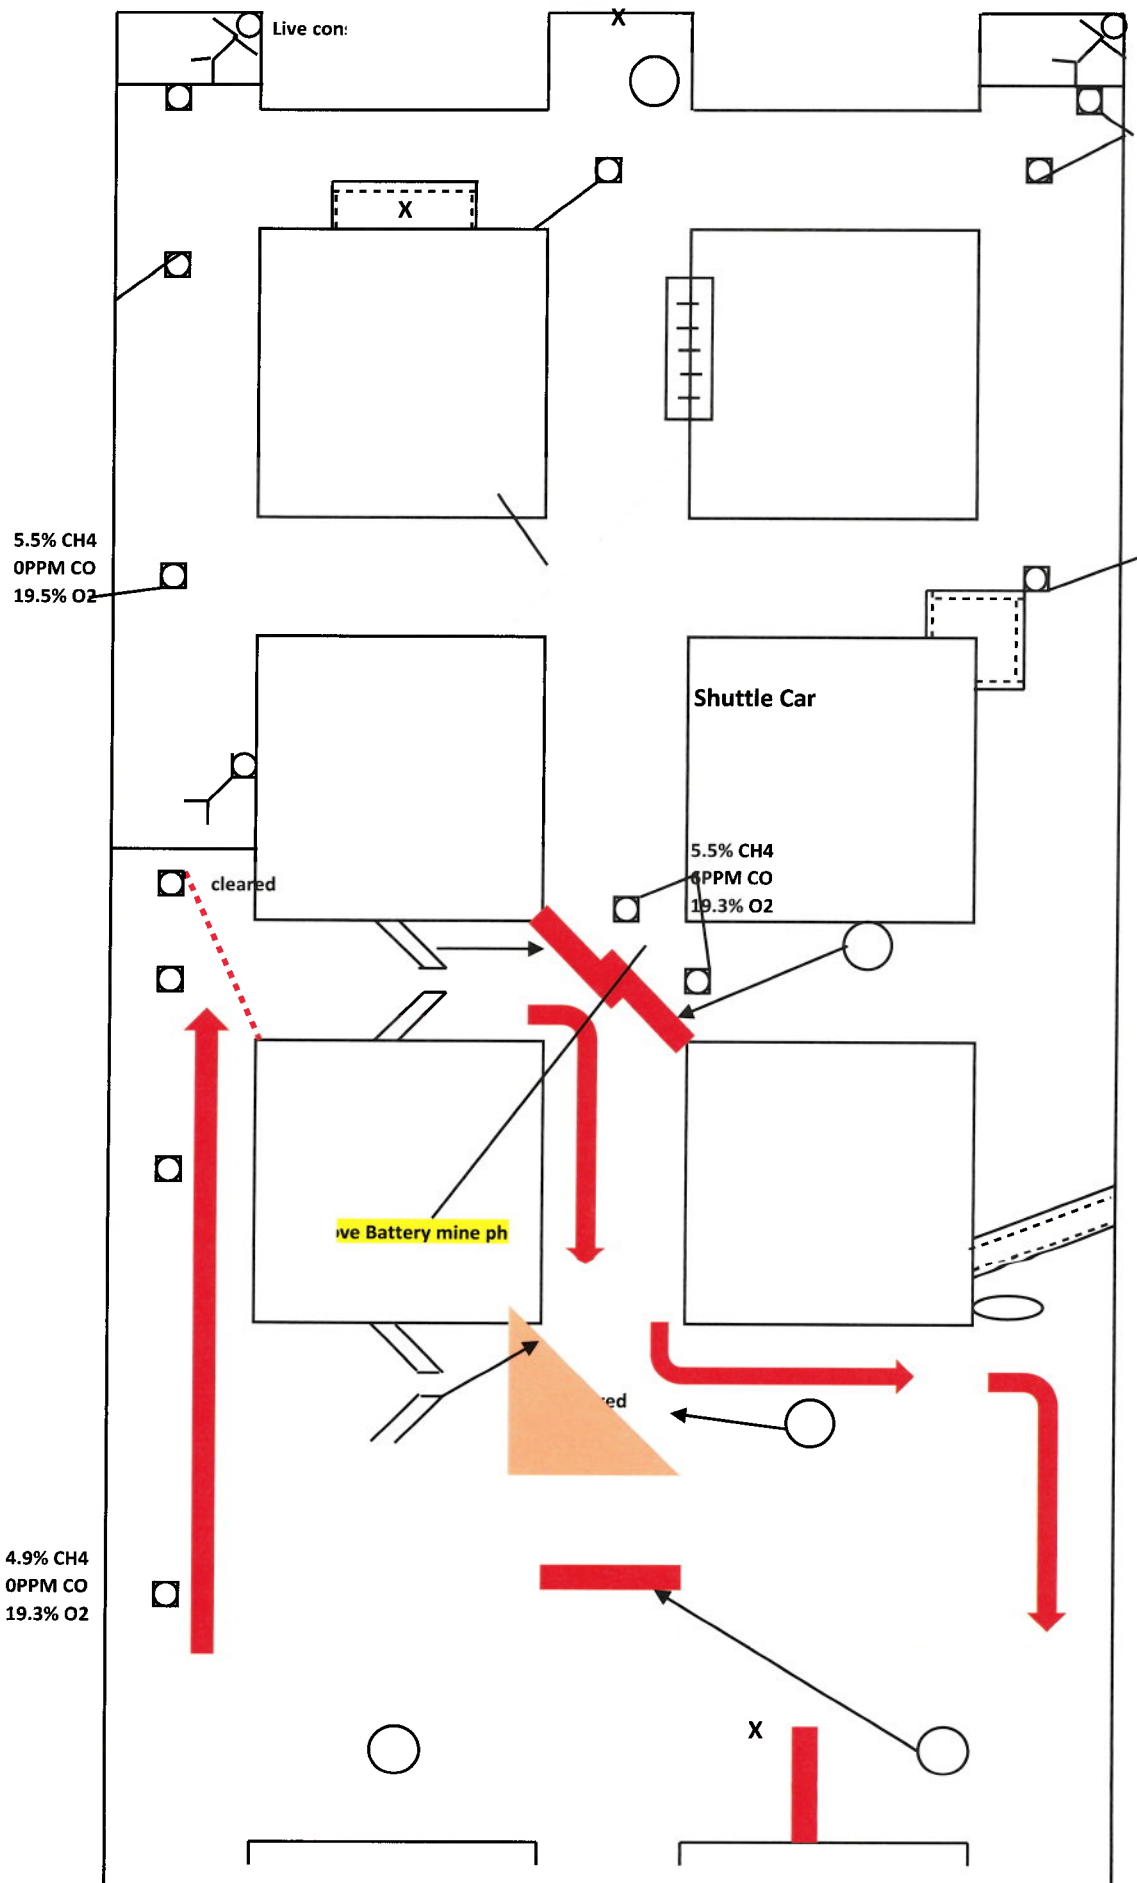 X
Live con
X
5.5% CH4
0PPM CO
19.5% O2
Shuttle Car
5.5% CH4
6PPM CO
19.3% O2
cleared
ve Battery mine ph
ed
4.9% CH4
0PPM CO
19.3% O2
X